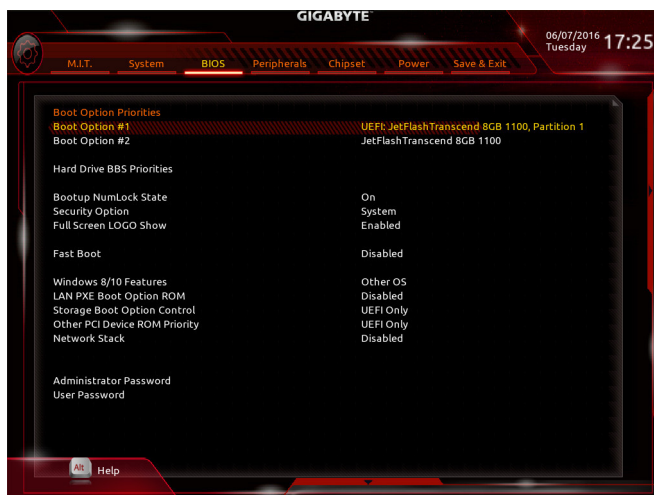 GIGABYTE
06/07/2016 Tuesday 17:25
M.I.T. System BIOS Peripherals Chipset Power Save & Exit
Boot Option Priorities
Boot Option #1 UEFI: JetFlashTranscend 8GB 1100, Partition 1
Boot Option #2 JetFlashTranscend 8GB 1100
Hard Drive BBS Priorities
Bootup NumLock State On
Security Option System
Full Screen LOGO Show Enabled
Fast Boot Disabled
Windows 8/10 Features Other OS
LAN PXE Boot Option ROM Disabled
Storage Boot Option Control UEFI Only
Other PCI Device ROM Priority UEFI Only
Network Stack Disabled
Administrator Password
User Password
Alt Help